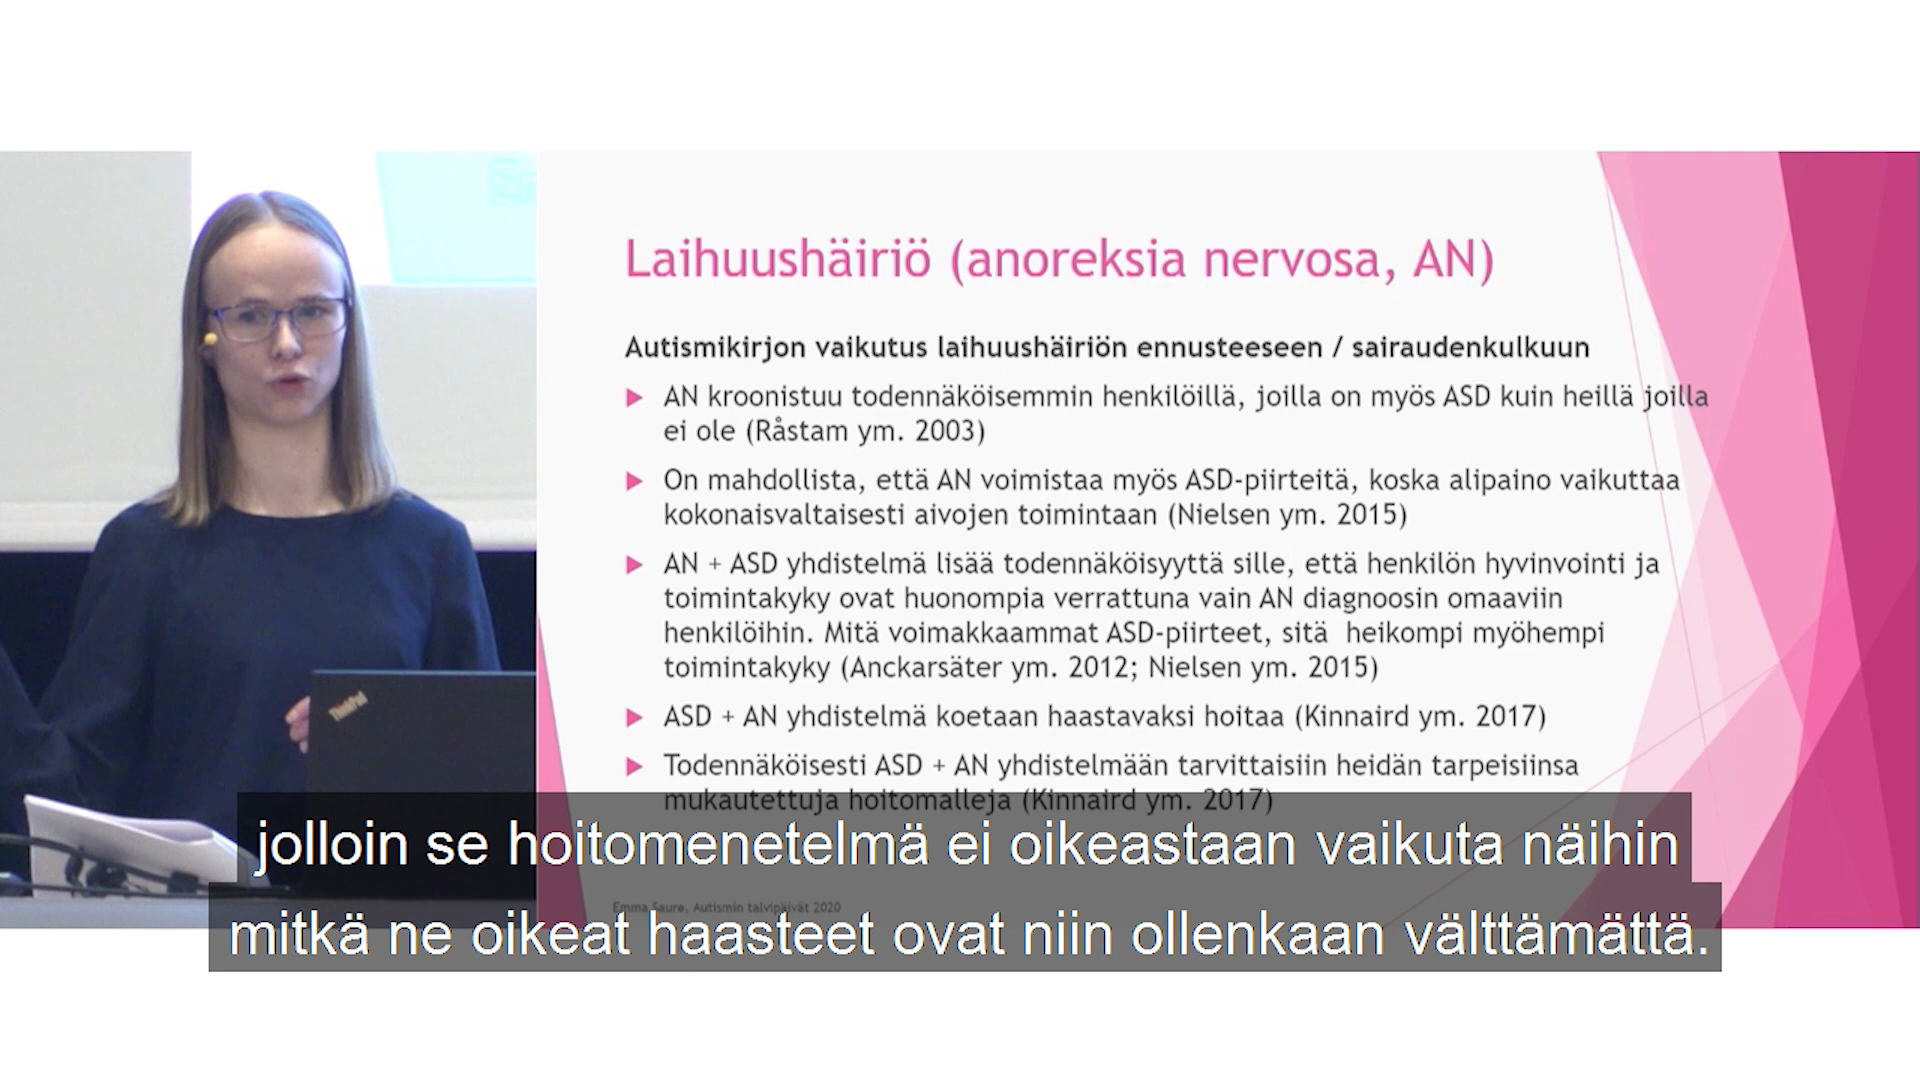 Laihuushäiriö (anoreksia nervosa, AN)
Autismikirjon vaikutus laihuushäiriön ennusteeseen / sairaudenkulkuun
AN kroonistuu todennäköisemmin henkilöillä, joilla on myös ASD kuin heillä joilla
ei ole (Råstam ym. 2003)
On mahdollista, että AN voimistaa myös ASD-piirteitä, koska alipaino vaikuttaa
kokonaisvaltaisesti aivojen toimintaan (Nielsen ym. 2015)
AN + ASD yhdistelmä lisää todennäköisyyttä sille, että henkilön hyvinvointi ja
toimintakyky ovat huonompia verrattuna vain AN diagnoosin omaaviin
henkilöihin. Mitä voimakkaammat ASD-piirteet, sitä heikompi myöhempi
toimintakyky (Anckarsäter ym. 2012; Nielsen ym. 2015)
ASD + AN yhdistelmä koetaan haastavaksi hoitaa (Kinnaird ym. 2017)
Todennäköisesti ASD + AN yhdistelmään tarvittaisiin heidän tarpeisiinsa
mukautettuja hoitomalleja (Kinnaird ym. 2017)
Emma Saure, Autismin talvipäivät 2020
ThinkPad
jolloin se hoitomenetelmä ei oikeastaan vaikuta näihin
mitkä ne oikeat haasteet ovat niin ollenkaan välttämättä.